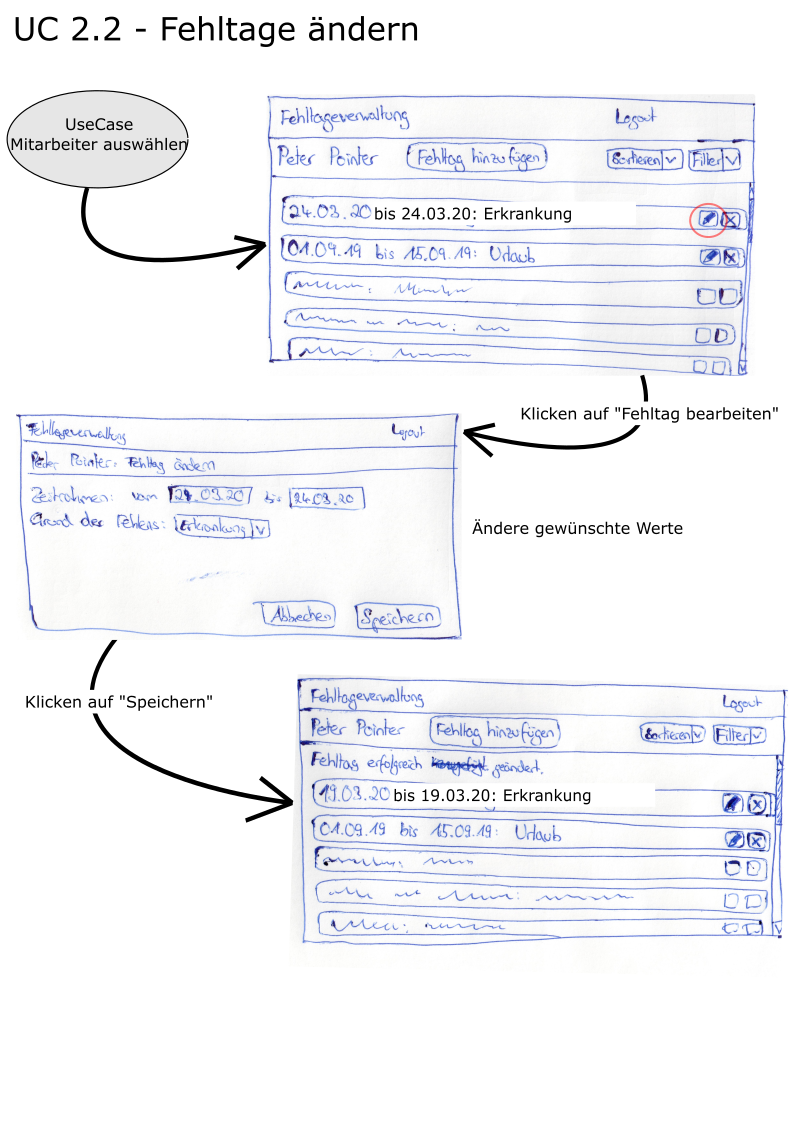 UC 2.2 - Fehltage ändern
UseCase
Mitarbeiter auswählen
Fehltageverwaltung Logout
Peter Pointer Fehltag hinzufügen Sortieren Filter
24.03.20 bis 24.03.20: Erkrankung
01.09.19 bis 15.09.19: Urlaub
Klicken auf "Fehltag bearbeiten"
Fehltageverwaltung Logout
Peter Pointer: Fehltag ändern
Zeitrahmen: vom 24.03.20 bis 24.03.20
Grund des Fehlens: Erkrankung
Abbrechen Speichern
Ändere gewünschte Werte
Klicken auf "Speichern"
Fehltageverwaltung Logout
Peter Pointer Fehltag hinzufügen Sortieren Filter
Fehltag erfolgreich geändert.
19.03.20 bis 19.03.20: Erkrankung
01.09.19 bis 15.09.19: Urlaub